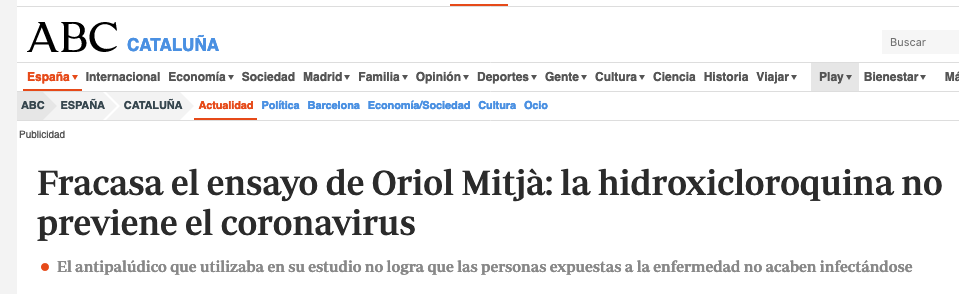 ABC CATALUÑA
Buscar
España Internacional Economía Sociedad Madrid Familia Opinión Deportes Gente Cultura Ciencia Historia Viajar Play Bienestar Má
ABC ESPAÑA CATALUÑA Actualidad Política Barcelona Economía/Sociedad Cultura Ocio
Publicidad
Fracasa el ensayo de Oriol Mitjà: la hidroxicloroquina no
previene el coronavirus
El antipalúdico que utilizaba en su estudio no logra que las personas expuestas a la enfermedad no acaben infectándose